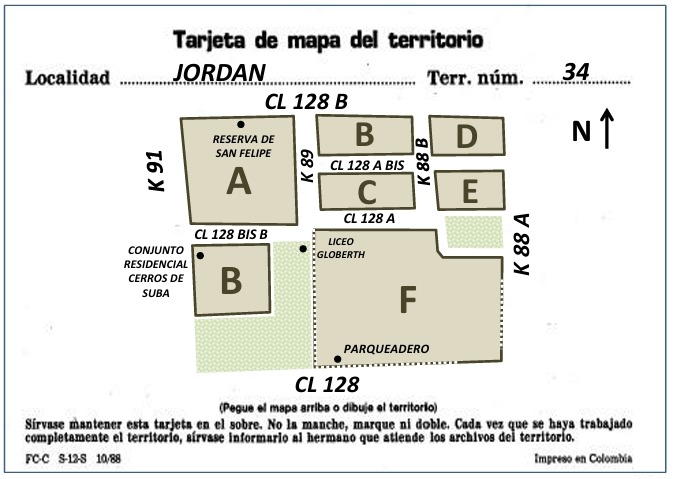 Tarjeta de mapa del territorio
Localidad JORDAN Terr. núm. 34
CL 128 B
N
K 91
RESERVA DE
SAN FELIPE
A
K 89
B
CL 128 A BIS
K 88 B
D
C
E
CL 128 A
CL 128 BIS B
K 88 A
CONJUNTO
RESIDENCIAL
CERROS DE
SUBA
B
LICEO
GLOBERTH
F
PARQUEADERO
CL 128
(Pegue el mapa arriba o dibuje el territorio)
Sírvase mantener esta tarjeta en el sobre. No la manche, marque ni doble. Cada vez que se haya trabajado
completamente el territorio, sírvase informarlo al hermano que atiende los archivos del territorio.
FC-C S-12-S 10/88 Impreso en Colombia